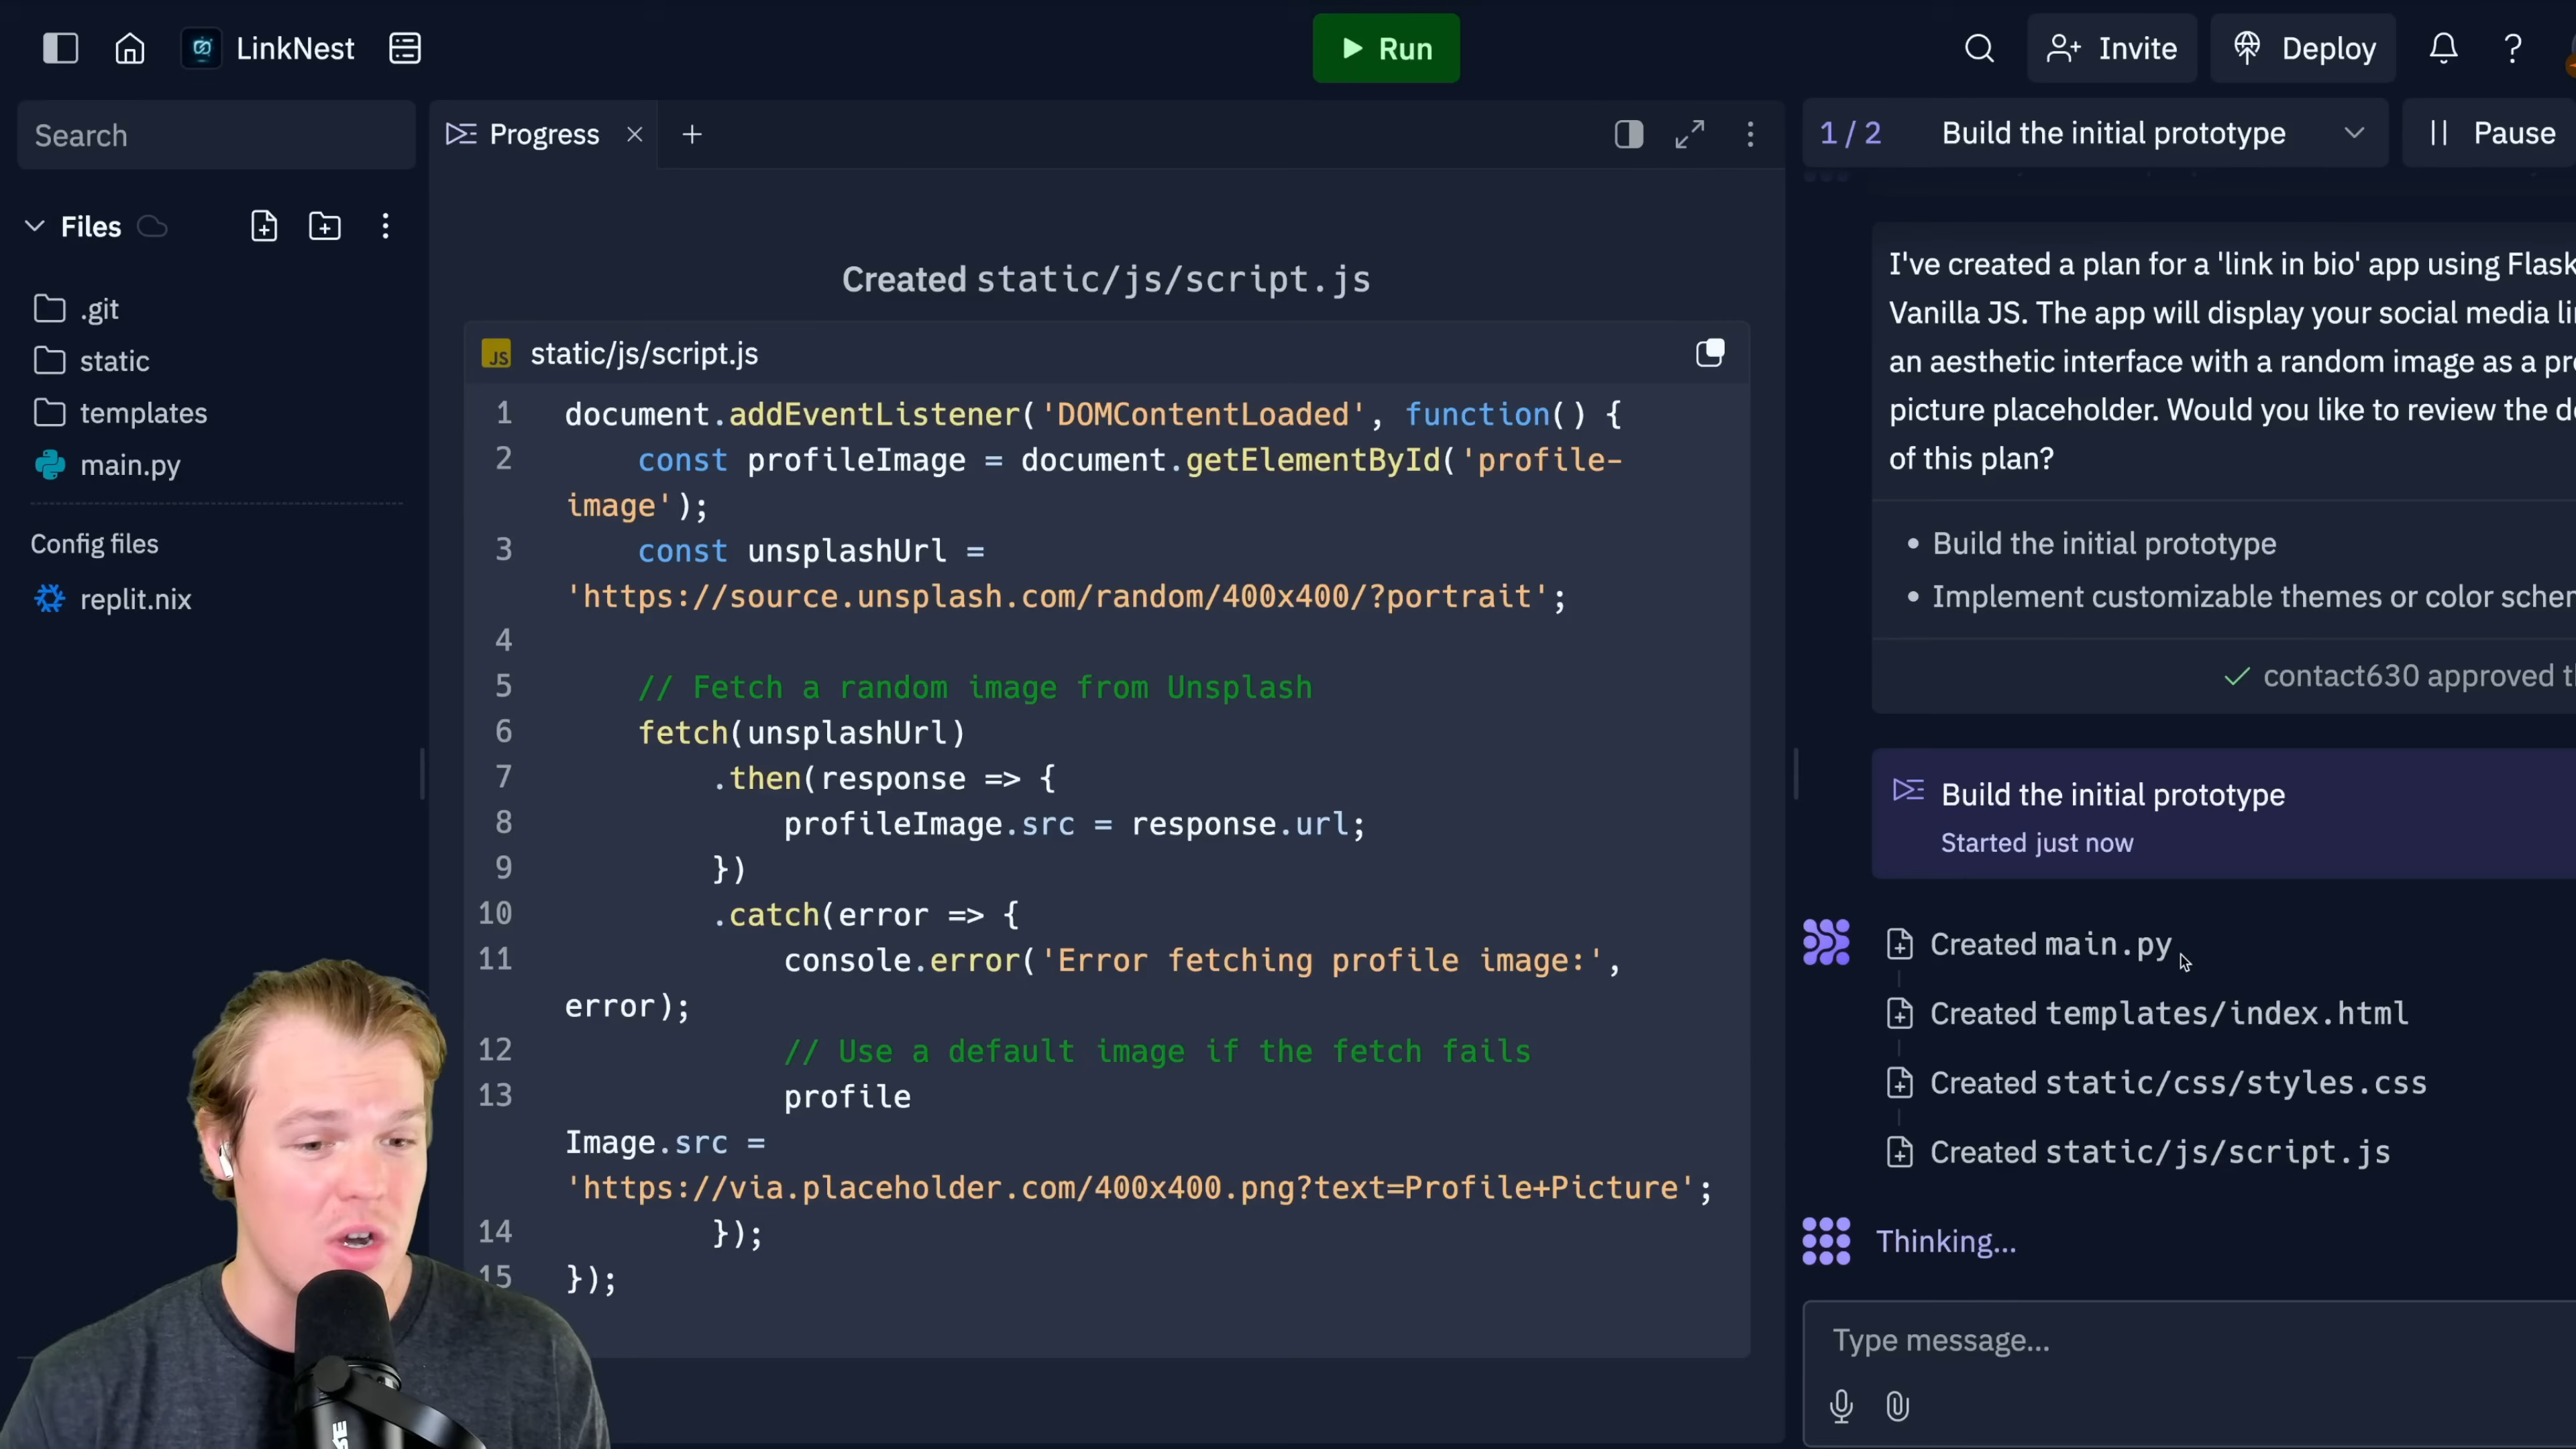 LinkNest
Run
Invite
Deploy
Search
Progress
1 / 2
Build the initial prototype
Pause
Files
.git
static
templates
main.py
Config files
replit.nix
Created static/js/script.js
JS static/js/script.js
1 document.addEventListener('DOMContentLoaded', function() {
2 const profileImage = document.getElementById('profile-
image');
3 const unsplashUrl =
'https://source.unsplash.com/random/400x400/?portrait';
4
5 // Fetch a random image from Unsplash
6 fetch(unsplashUrl)
7 .then(response => {
8 profileImage.src = response.url;
9 })
10 .catch(error => {
11 console.error('Error fetching profile image:',
error);
12 // Use a default image if the fetch fails
13 profile
Image.src =
'https://via.placeholder.com/400x400.png?text=Profile+Picture';
14 });
15 });
I've created a plan for a 'link in bio' app using Flask
Vanilla JS. The app will display your social media
an aesthetic interface with a random image as a
picture placeholder. Would you like to review the
of this plan?
• Build the initial prototype
• Implement customizable themes or color
contact630 approved
Build the initial prototype
Started just now
Created main.py
Created templates/index.html
Created static/css/styles.css
Created static/js/script.js
Thinking...
Type message...